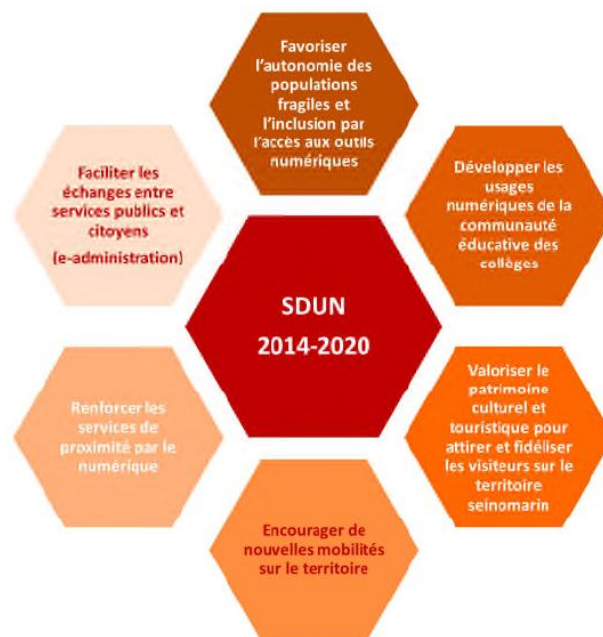 Favoriser
l'autonomie des
populations
fragiles et
l'inclusion par
l'accès aux outils
numériques
Développer les
usages
numériques de la
communauté
éducative des
collèges
Valoriser le
patrimoine
culturel et
touristique pour
attirer et fidéliser
les visiteurs sur le
territoire
seinomarin
Encourager de
nouvelles mobilités
sur le territoire
Renforcer les
services de
proximité par le
numérique
Faciliter les
échanges entre
services publics et
citoyens
(e-administration)
SDUN
2014-2020